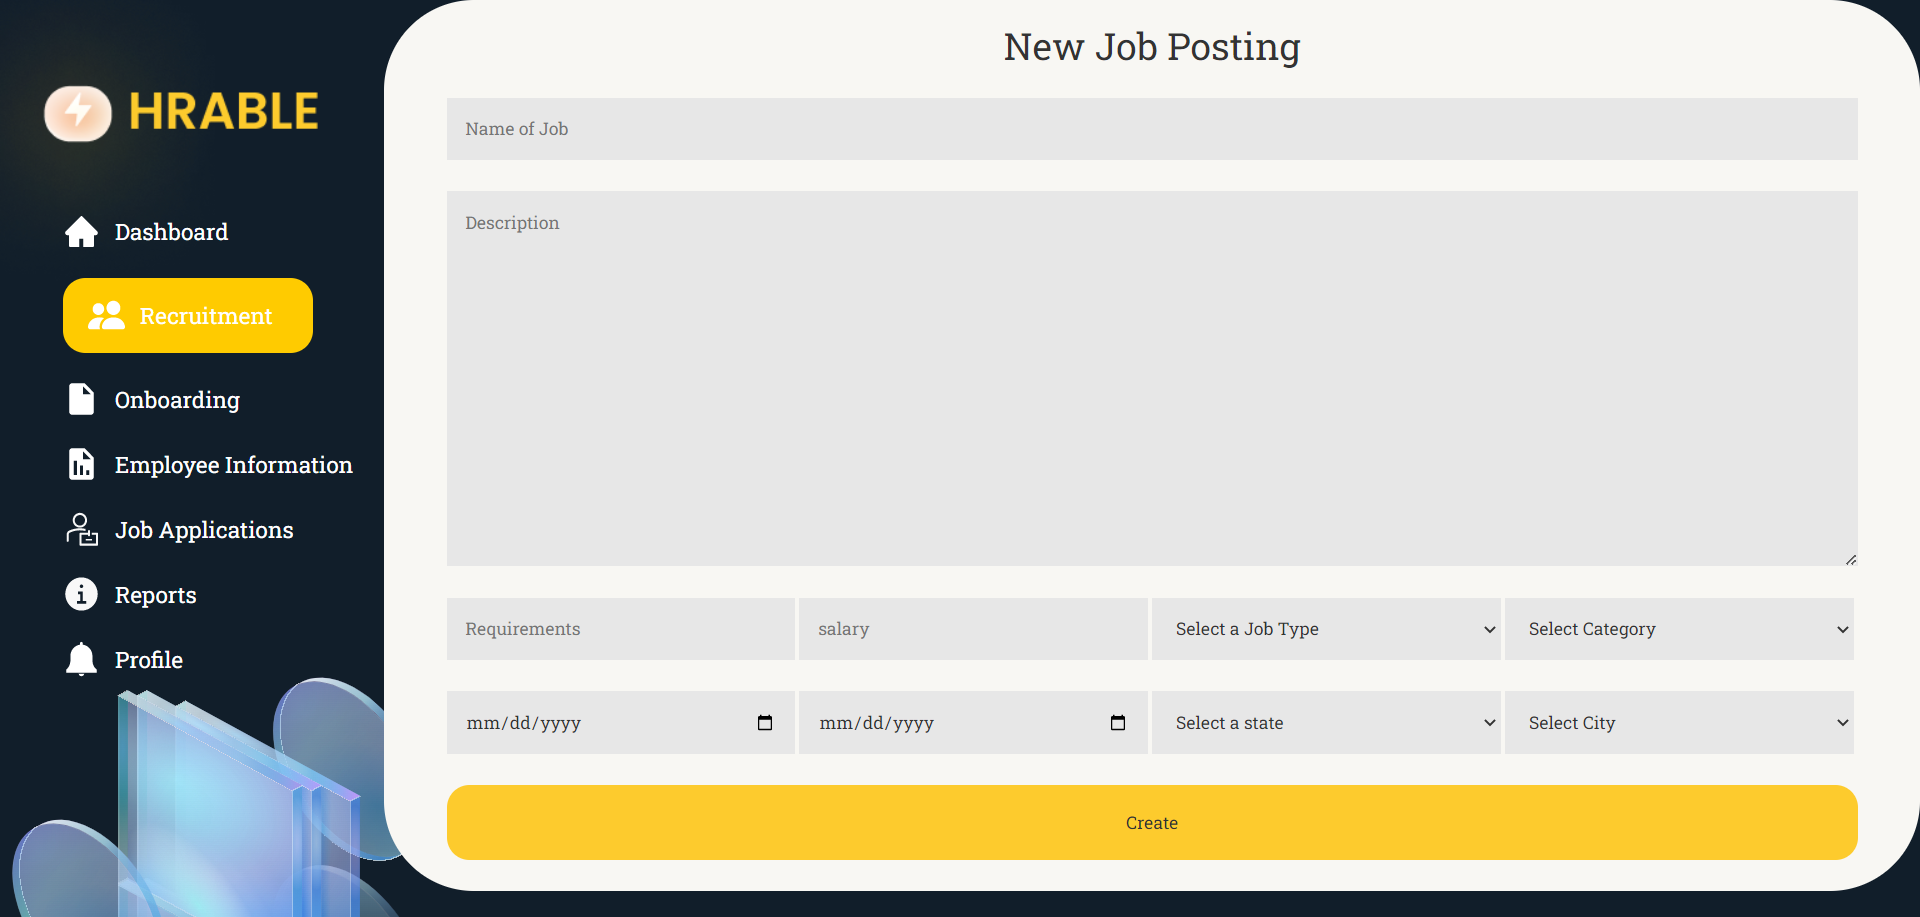 HRABLE
Dashboard
Recruitment
Onboarding
Employee Information
Job Applications
Reports
Profile
New Job Posting
Name of Job
Description
Requirements
salary
Select a Job Type
Select Category
mm/dd/yyyy
mm/dd/yyyy
Select a state
Select City
Create